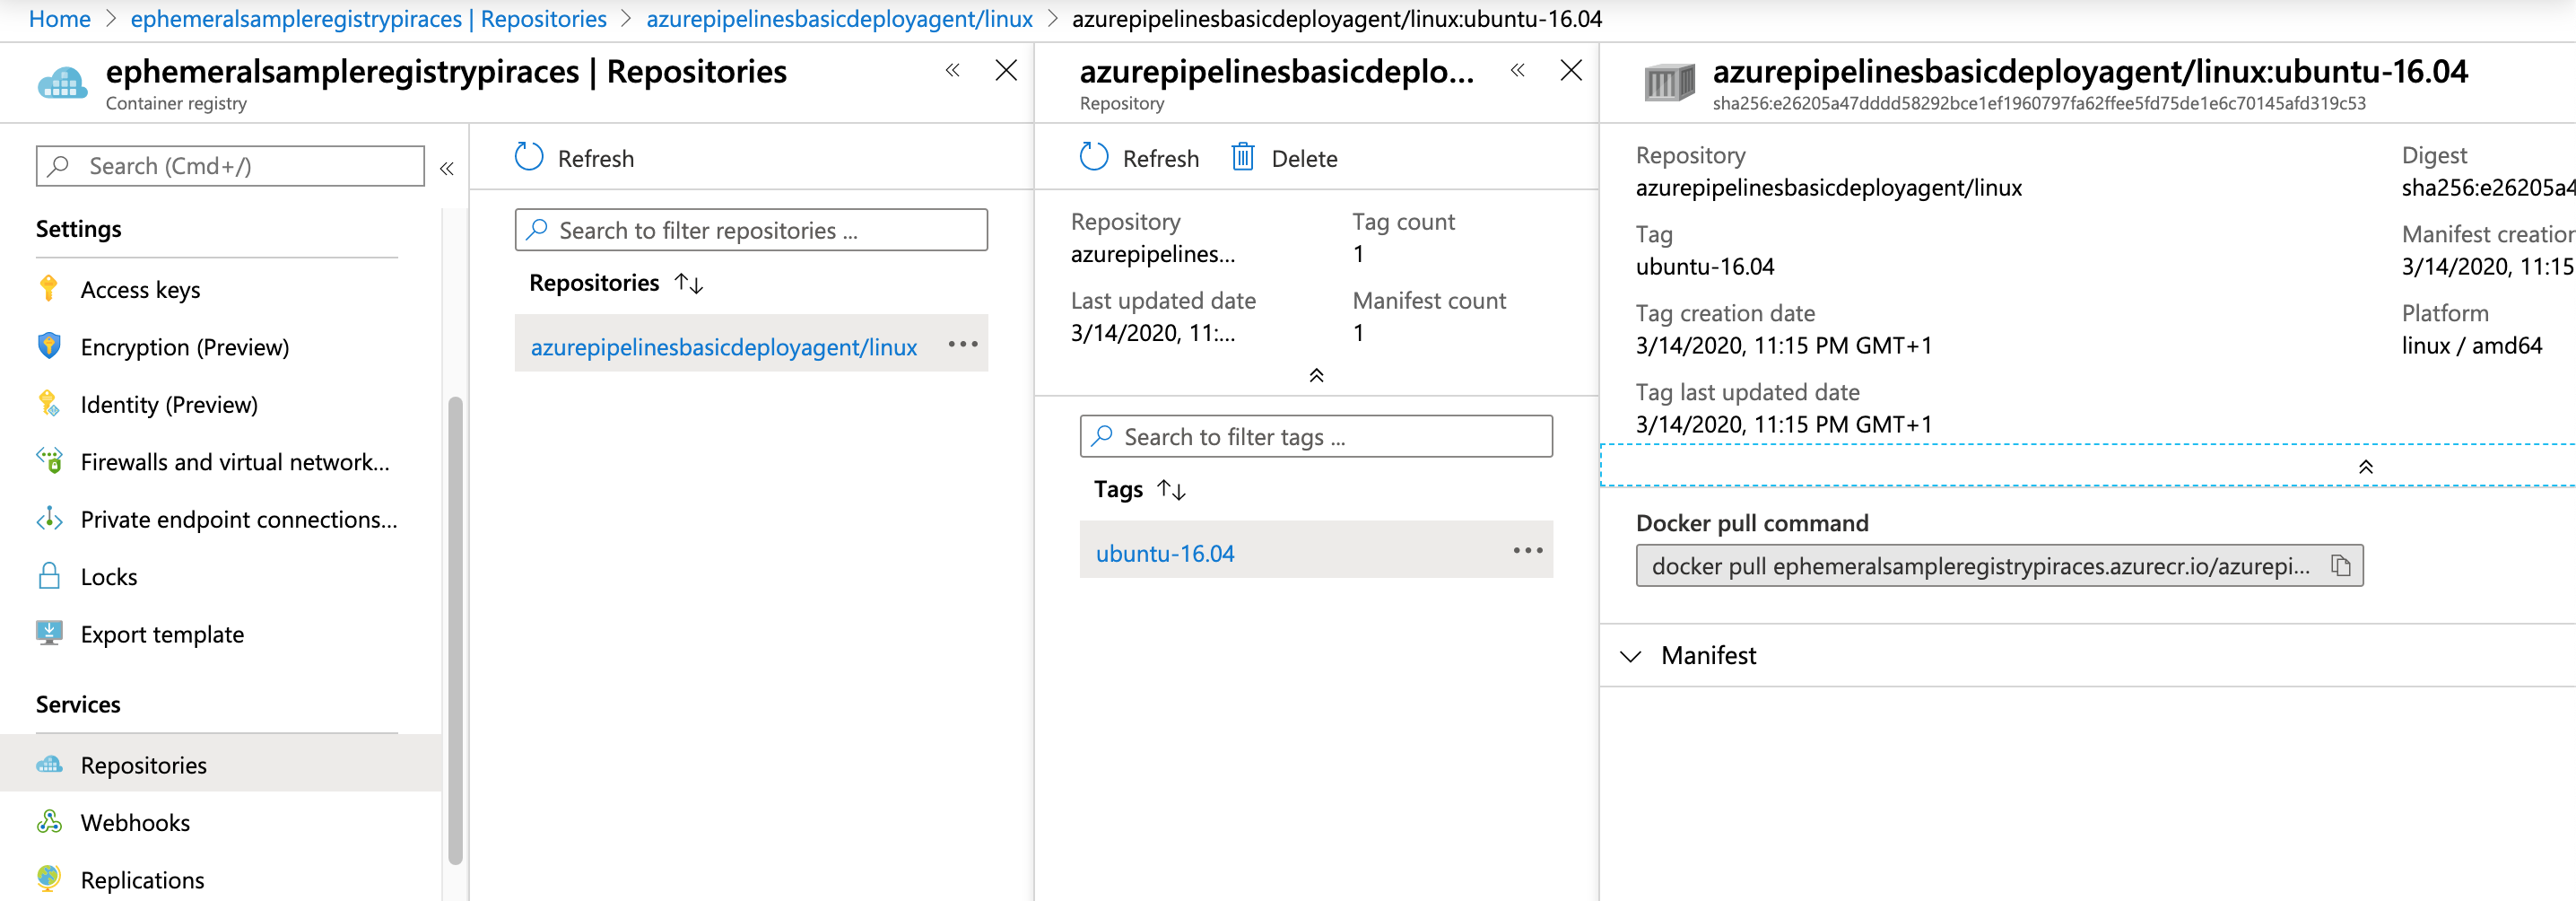 Home > ephemeralsampleregistrypiraces | Repositories > azurepipelinesbasicdeployagent/linux > azurepipelinesbasicdeployagent/linux:ubuntu-16.04
ephemeralsampleregistrypiraces | Repositories
Container registry
Search (Cmd+/)
Settings
Access keys
Encryption (Preview)
Identity (Preview)
Firewalls and virtual network...
Private endpoint connections...
Locks
Export template
Services
Repositories
Webhooks
Replications
Refresh
Search to filter repositories ...
Repositories
azurepipelinesbasicdeployagent/linux
azurepipelinesbasicdeplo...
Repository
Refresh
Delete
Repository
azurepipelines...
Tag count
1
Last updated date
3/14/2020, 11:...
Manifest count
1
Search to filter tags ...
Tags
ubuntu-16.04
azurepipelinesbasicdeployagent/linux:ubuntu-16.04
sha256:e26205a47dddd58292bce1ef1960797fa62ffee5fd75de1e6c70145afd319c53
Repository
azurepipelinesbasicdeployagent/linux
Tag
ubuntu-16.04
Tag creation date
3/14/2020, 11:15 PM GMT+1
Tag last updated date
3/14/2020, 11:15 PM GMT+1
Digest
sha256:e26205a4
Manifest creation
3/14/2020, 11:15
Platform
linux / amd64
Docker pull command
docker pull ephemeralsampleregistrypiraces.azurecr.io/azurepi...
Manifest